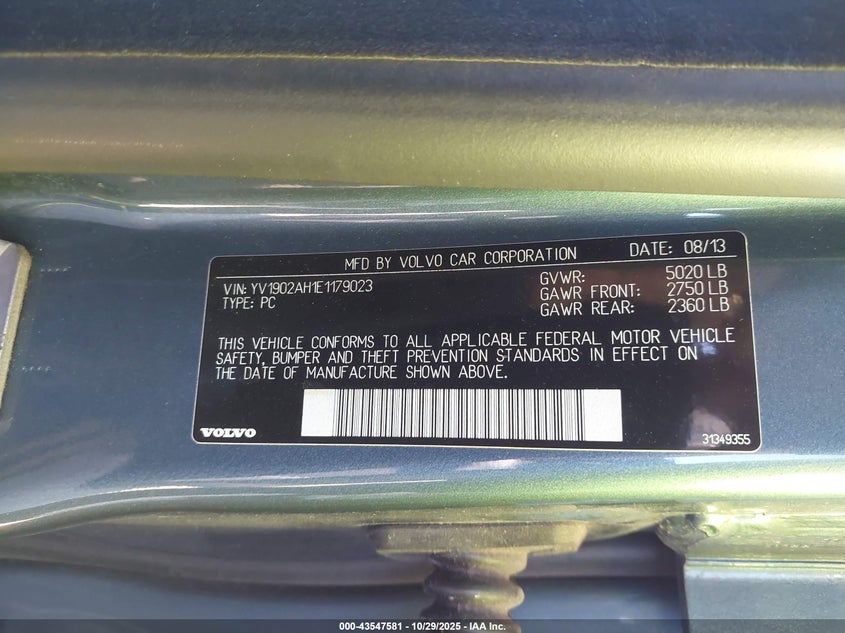 MFD BY VOLVO CAR CORPORATION DATE: 08/13
VIN: YV1902AH1E1179023
TYPE: PC
GVWR: 5020 LB
GAWR FRONT: 2750 LB
GAWR REAR: 2360 LB
THIS VEHICLE CONFORMS TO ALL APPLICABLE FEDERAL MOTOR VEHICLE
SAFETY, BUMPER AND THEFT PREVENTION STANDARDS IN EFFECT ON
THE DATE OF MANUFACTURE SHOWN ABOVE.
VOLVO
31349355
000-43547581 - 10/29/2025 - IAA Inc.